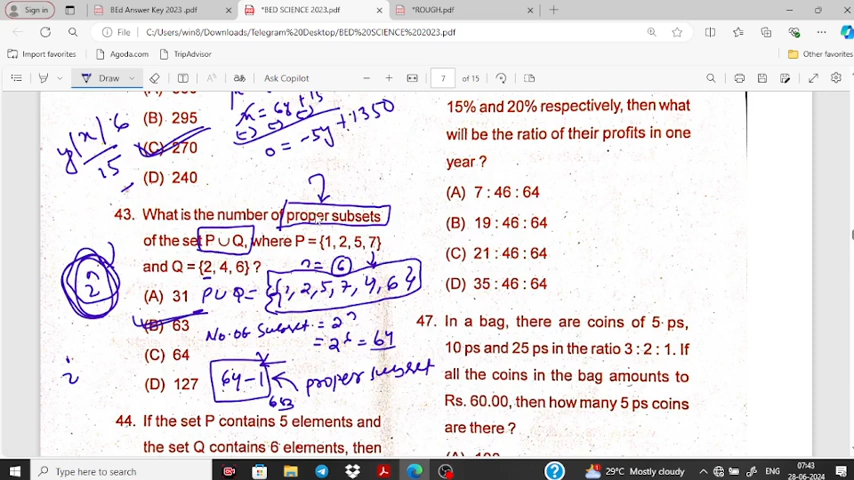 Sign in
BEd Answer Key 2023 .pdf
*BED SCIENCE 2023.pdf
*ROUGH.pdf
File
C:/Users/win8/Downloads/Telegram%20Desktop/BED%20SCIENCE%202023.pdf
Import favorites
Agoda.com
TripAdvisor
Other favorites
Draw
Ask Copilot
7
of 15
(B) 295
(C) 270
(D) 240
x = 6y + 15
0 = -5y + 1350
y) x ( 6
15
43. What is the number of proper subsets
of the set P ∪ Q, where P = {1, 2, 5, 7}
and Q = {2, 4, 6} ?
n = 6
(A) 31
P∪Q = {1, 2, 5, 7, 4, 6}
(B) 63
No. of Subset = 2ⁿ
= 2⁶ = 64
(C) 64
(D) 127
64-1
proper subset
63
2ⁿ
44. If the set P contains 5 elements and
the set Q contains 6 elements, then
15% and 20% respectively, then what
will be the ratio of their profits in one
year ?
(A) 7 : 46 : 64
(B) 19 : 46 : 64
(C) 21 : 46 : 64
(D) 35 : 46 : 64
47. In a bag, there are coins of 5 ps,
10 ps and 25 ps in the ratio 3 : 2 : 1. If
all the coins in the bag amounts to
Rs. 60.00, then how many 5 ps coins
are there ?
Type here to search
29°C Mostly cloudy
ENG
07:43
28-06-2024